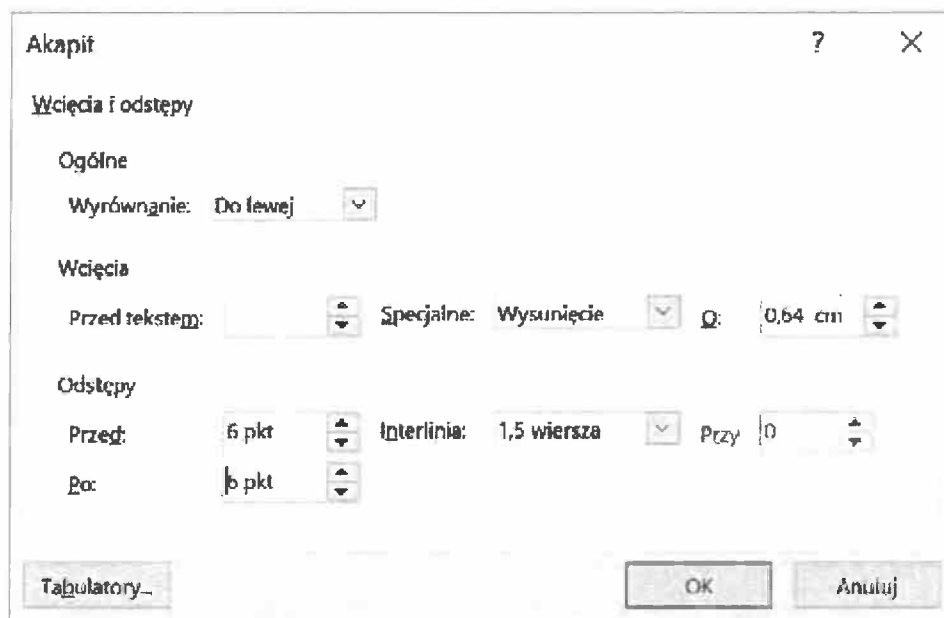 Akapit ?
Wcięcia i odstępy
Ogólne
Wyrównanie: Do lewej
Wcięcia
Przed tekstem: Specjalne: Wysunięcie O: 0,64 cm
Odstępy
Przed: 6 pkt Interlinia: 1,5 wiersza Przy 0
Po: 6 pkt
Tabulatory... OK Anuluj